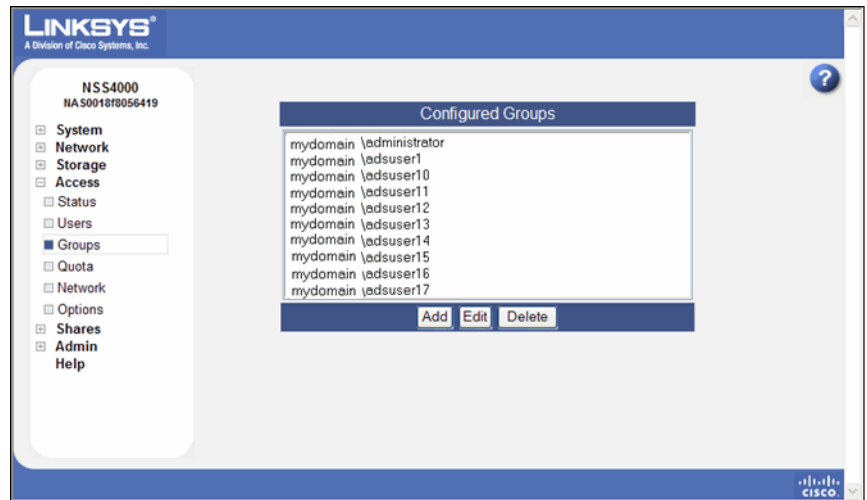 LINKSYS®
A Division of Cisco Systems, Inc.
NSS4000
NAS0018f8056419
System
Network
Storage
Access
Status
Users
Groups
Quota
Network
Options
Shares
Admin
Help
?
Configured Groups
mydomain \administrator
mydomain \adsuser1
mydomain \adsuser10
mydomain \adsuser11
mydomain \adsuser12
mydomain \adsuser13
mydomain \adsuser14
mydomain \adsuser15
mydomain \adsuser16
mydomain \adsuser17
Add Edit Delete
CISCO.